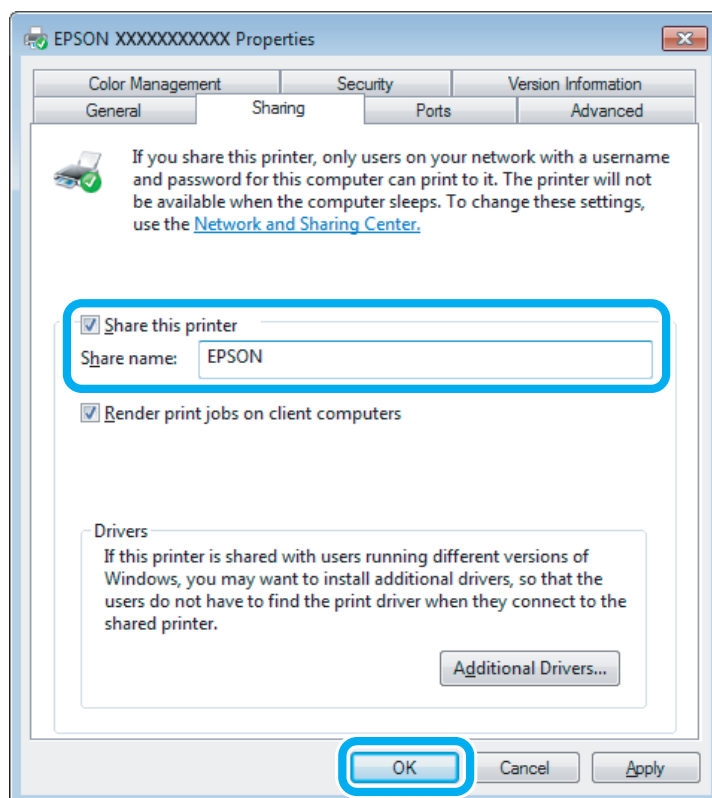 EPSON XXXXXXXXXXX Properties
Color Management Security Version Information
General Sharing Ports Advanced
If you share this printer, only users on your network with a username
and password for this computer can print to it. The printer will not
be available when the computer sleeps. To change these settings,
use the Network and Sharing Center.
Share this printer
Share name: EPSON
Render print jobs on client computers
Drivers
If this printer is shared with users running different versions of
Windows, you may want to install additional drivers, so that the
users do not have to find the print driver when they connect to the
shared printer.
Additional Drivers...
OK Cancel Apply